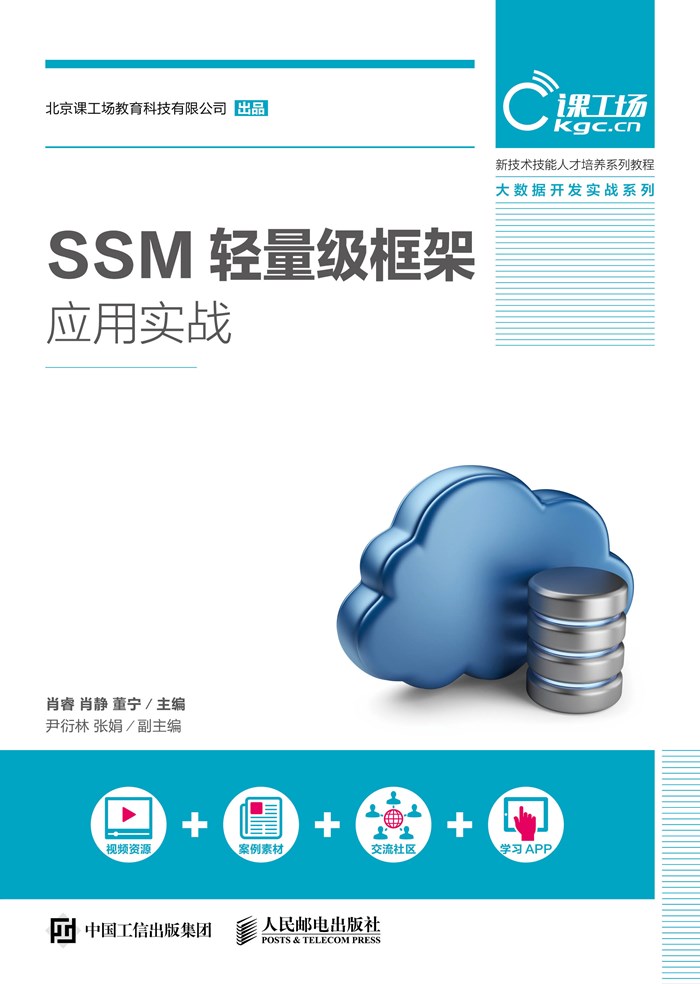 北京课工场教育科技有限公司 出品
课工场
kgc.cn
新技术技能人才培养系列教程
大数据开发实战系列
SSM 轻量级框架
应用实战
肖睿 肖静 董宁 / 主编
尹衍林 张娟 / 副主编
视频资源 + 案例素材 + 交流社区 + 学习 APP
中国工信出版集团
人民邮电出版社
POSTS & TELECOM PRESS